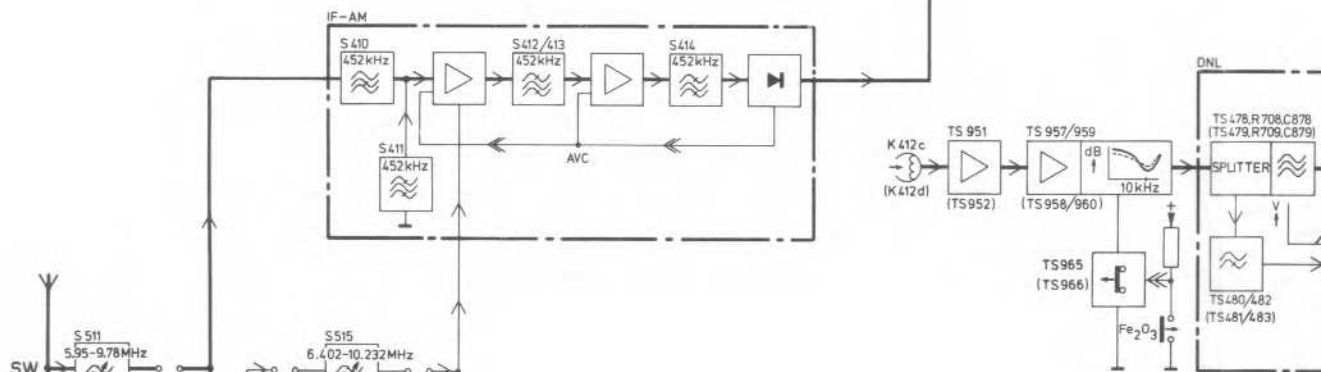 IF-AM
S410
452kHz
S412/413
452kHz
S414
452kHz
AVC
S411
452kHz
K412c
(K412d)
TS 951
(TS952)
TS 957/959
dB
10kHz
(TS958/960)
+
TS965
(TS966)
Fe2O3
DNL
TS478,R708,C878
(TS479,R709,C879)
SPLITTER
V
TS480/482
(TS481/483)
S511
5.95-9.78MHz
SW
S515
6.402-10.232MHz